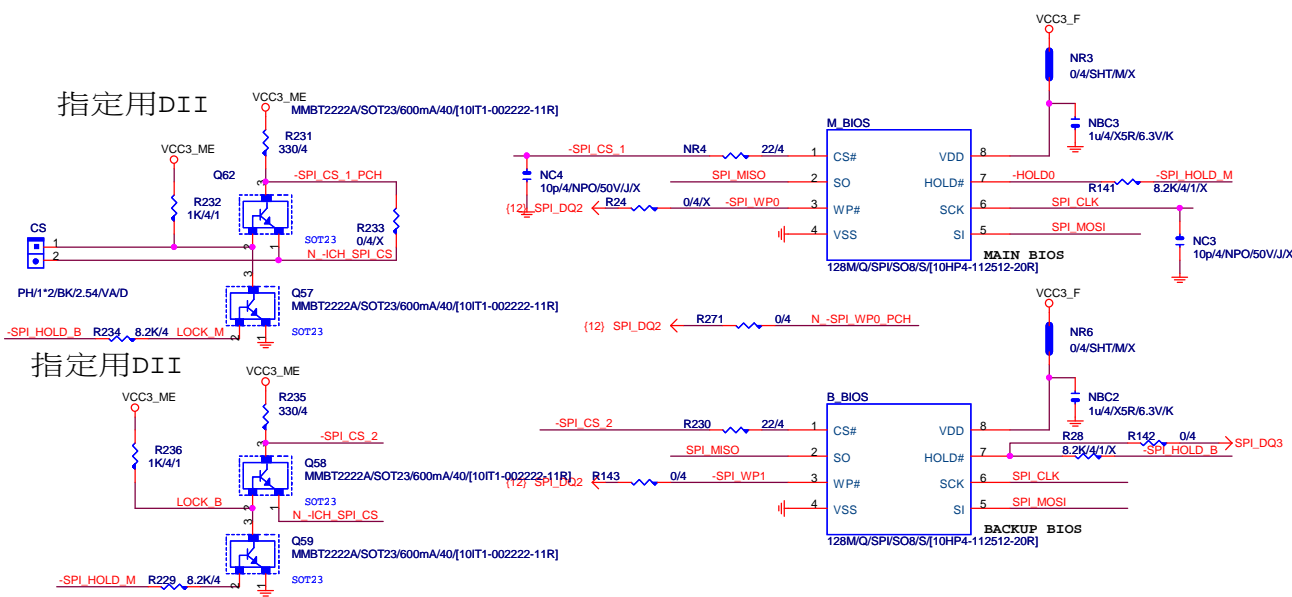 指定用DII
VCC3_ME
MMBT2222A/SOT23/600mA/40/[10IT1-002222-11R]
R231
330/4
VCC3_ME
Q62
3
-SPI_CS_1_PCH
R232
1K/4/1
R233
0/4/X
CS
1
2
SOT23
2
1
N_-ICH_SPI_CS
PH/1*2/BK/2.54/VA/D
3
Q57
MMBT2222A/SOT23/600mA/40/[10IT1-002222-11R]
SOT23
-SPI_HOLD_B
R234
8.2K/4
LOCK_M
2
1
指定用DII
VCC3_ME
R235
330/4
VCC3_ME
3
-SPI_CS_2
R236
1K/4/1
Q58
MMBT2222A/SOT23/600mA/40/[10IT1-002222-11R]
SOT23
LOCK_B
2
1
N_-ICH_SPI_CS
3
Q59
MMBT2222A/SOT23/600mA/40/[10IT1-002222-11R]
SOT23
-SPI_HOLD_M
R229
8.2K/4
2
1
VCC3_F
NR3
0/4/SHT/M/X
NBC3
1u/4/X5R/6.3V/K
M_BIOS
-SPI_CS_1
NR4
22/4
1
CS#
VDD
8
NC4
10p/4/NPO/50V/J/X
SPI_MISO
2
SO
HOLD#
7
-HOLD0
R141
8.2K/4/1/X
-SPI_HOLD_M
{12}
SPI_DQ2
R24
0/4/X
-SPI_WP0
3
WP#
SCK
6
SPI_CLK
4
VSS
SI
5
SPI_MOSI
NC3
10p/4/NPO/50V/J/X
MAIN BIOS
128M/Q/SPI/SO8/S/[10HP4-112512-20R]
{12}
SPI_DQ2
R271
0/4
N_-SPI_WP0_PCH
VCC3_F
NR6
0/4/SHT/M/X
NBC2
1u/4/X5R/6.3V/K
B_BIOS
-SPI_CS_2
R230
22/4
1
CS#
VDD
8
R28
8.2K/4/1/X
R142
0/4
SPI_DQ3
SPI_MISO
2
SO
HOLD#
7
-SPI_HOLD_B
{12}
SPI_DQ2
R143
0/4
-SPI_WP1
3
WP#
SCK
6
SPI_CLK
4
VSS
SI
5
SPI_MOSI
BACKUP BIOS
128M/Q/SPI/SO8/S/[10HP4-112512-20R]